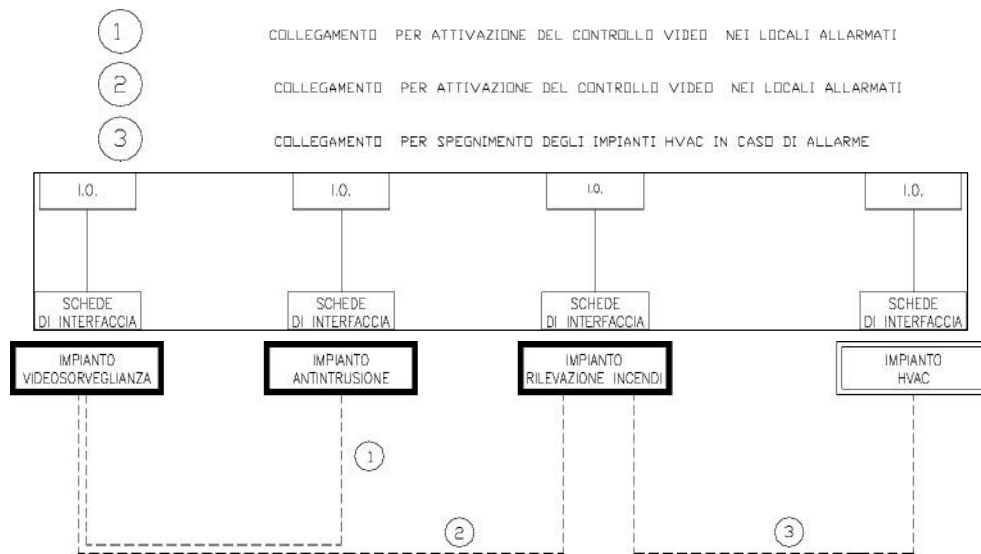 1 COLLEGAMENTO PER ATTIVAZIONE DEL CONTROLLO VIDEO NEI LOCALI ALLARMATI
2 COLLEGAMENTO PER ATTIVAZIONE DEL CONTROLLO VIDEO NEI LOCALI ALLARMATI
3 COLLEGAMENTO PER SPEGNIMENTO DEGLI IMPIANTI HVAC IN CASO DI ALLARME
I.O. I.O. I.O. I.O.
SCHEDE SCHEDE SCHEDE SCHEDE
DI INTERFACCIA DI INTERFACCIA DI INTERFACCIA DI INTERFACCIA
IMPIANTO IMPIANTO IMPIANTO IMPIANTO
VIDEOSORVEGLIANZA ANTINTRUSIONE RILEVAZIONE INCENDI HVAC
1
2 3